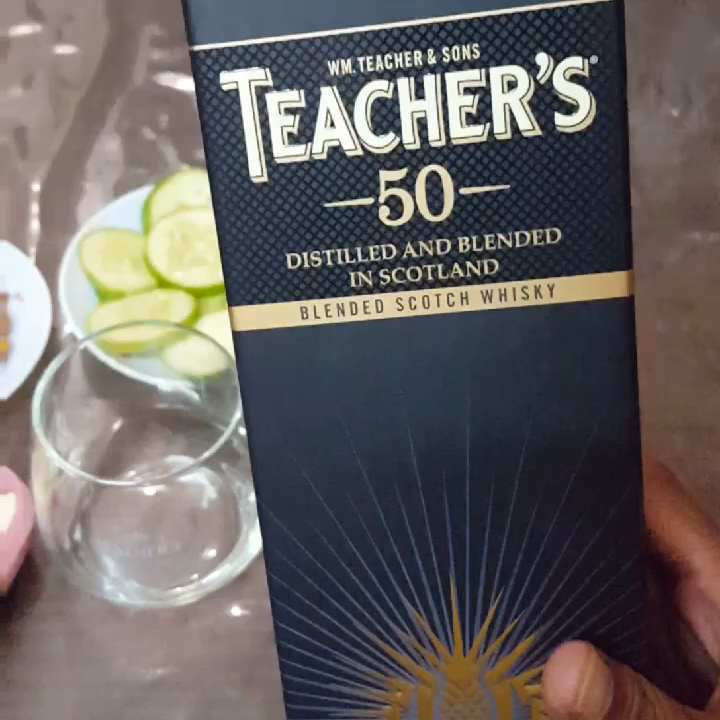 WM. TEACHER & SONS
TEACHER'S®
—50—
DISTILLED AND BLENDED
IN SCOTLAND
BLENDED SCOTCH WHISKY